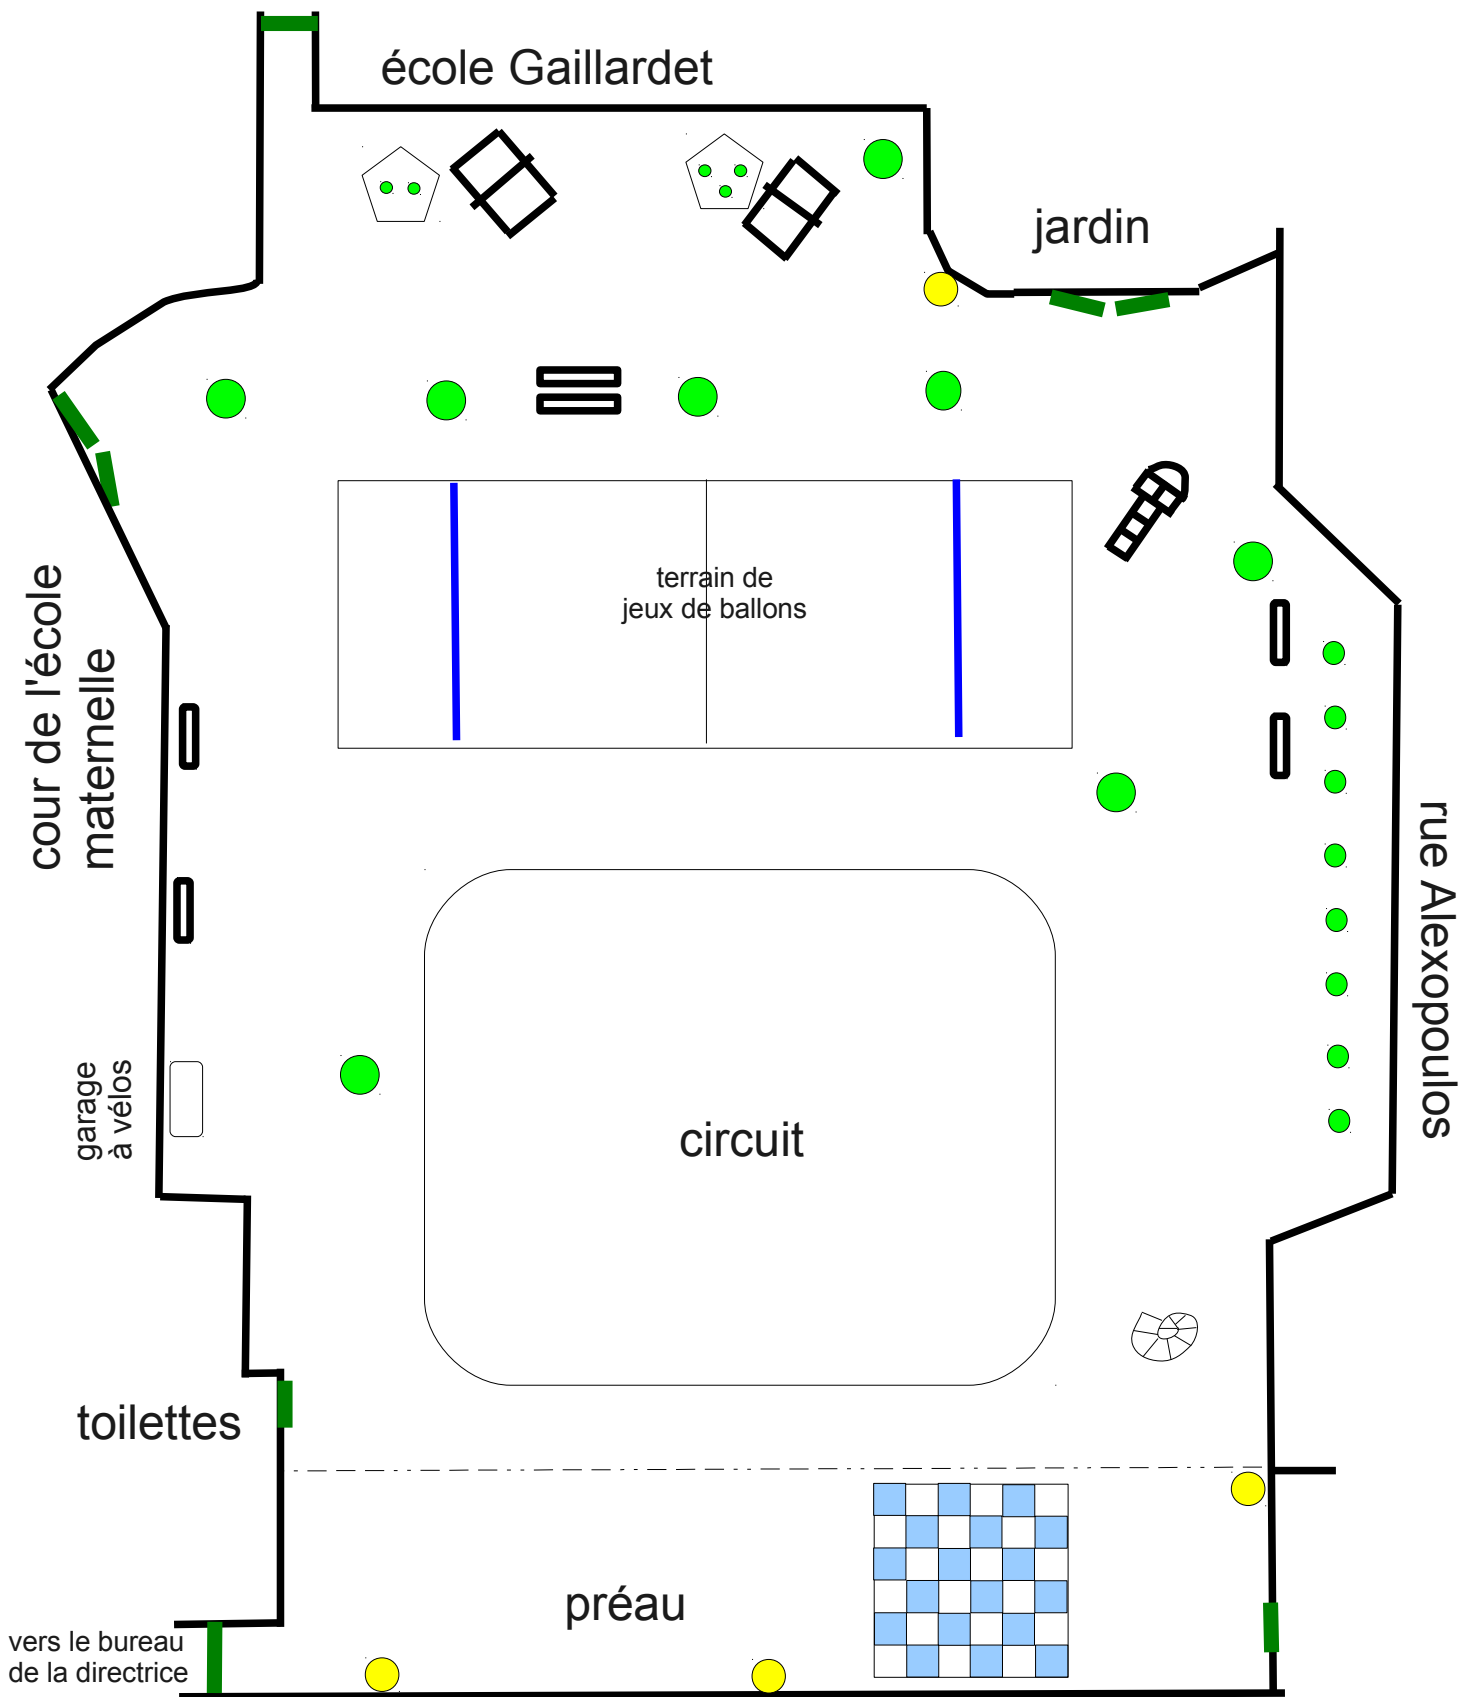 école Gaillardet
jardin
terrain de
jeux de ballons
cour de l'école
maternelle
rue Alexopoulos
garage
à vélos
circuit
toilettes
préau
vers le bureau
de la directrice